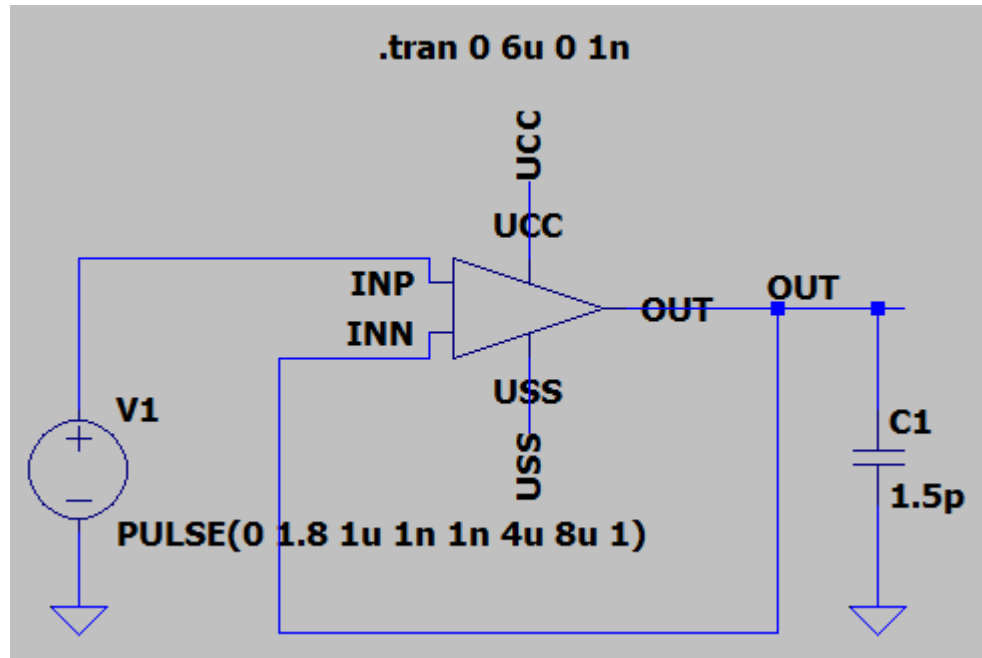 .tran 0 6u 0 1n
UCC
UCC
INP
OUT
OUT
INN
USS
V1
C1
USS
1.5p
PULSE(0 1.8 1u 1n 1n 4u 8u 1)